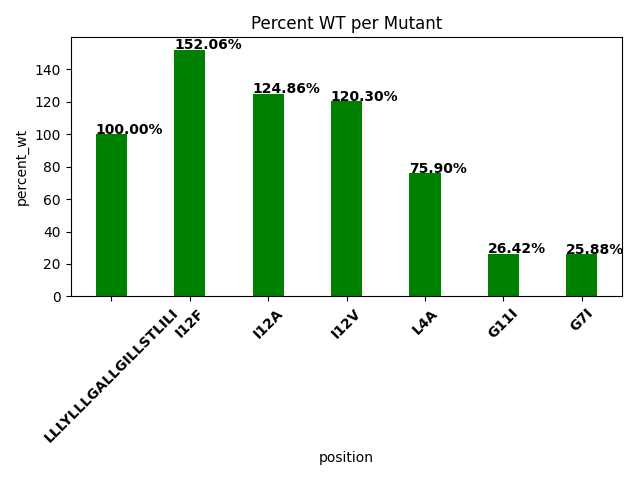 Percent WT per Mutant
percent_wt
140
120
100
80
60
40
20
0
100.00%
152.06%
124.86%
120.30%
75.90%
26.42%
25.88%
LLLYLLLGALLGILLSTLILI
I12F
I12A
I12V
L4A
G11I
G7I
position